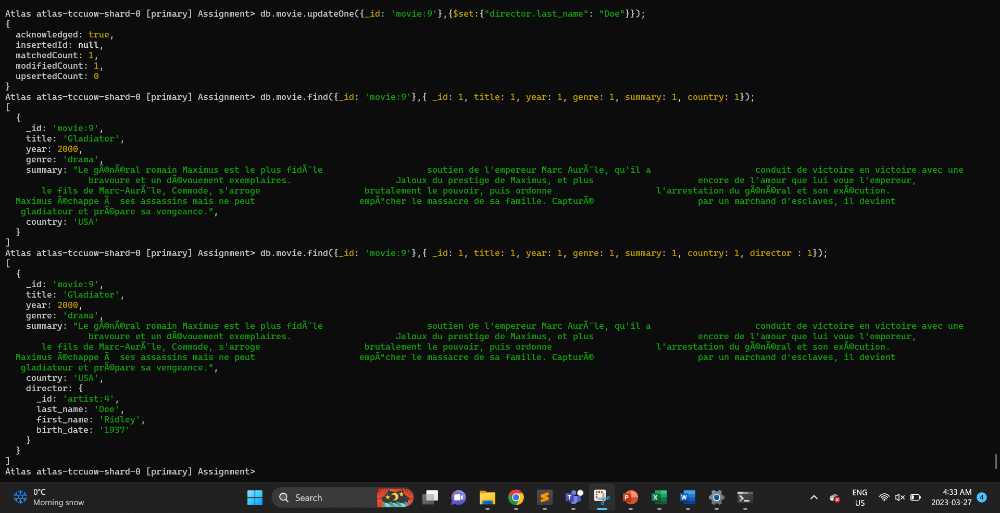 Atlas atlas-tccuow-shard-0 [primary] Assignment> db.movie.updateOne({_id: 'movie:9'},{$set:{"director.last_name": "Doe"}});
{
  acknowledged: true,
  insertedId: null,
  matchedCount: 1,
  modifiedCount: 1,
  upsertedCount: 0
}
Atlas atlas-tccuow-shard-0 [primary] Assignment> db.movie.find({_id: 'movie:9'},{ _id: 1, title: 1, year: 1, genre: 1, summary: 1, country: 1});
[
  {
    _id: 'movie:9',
    title: 'Gladiator',
    year: 2000,
    genre: 'drama',
    summary: "Le gÃ©nÃ©ral romain Maximus est le plus fidÃ¨le                    soutien de l'empereur Marc AurÃ¨le, qu'il a                    conduit de victoire en victoire avec une
                bravoure et un dÃ©vouement exemplaires.                    Jaloux du prestige de Maximus, et plus                    encore de l'amour que lui voue l'empereur,
       le fils de Marc-AurÃ¨le, Commode, s'arroge                    brutalement le pouvoir, puis ordonne                    l'arrestation du gÃ©nÃ©ral et son exÃ©cution.
  Maximus Ã©chappe Ã  ses assassins mais ne peut                    empÃªcher le massacre de sa famille. CapturÃ©                    par un marchand d'esclaves, il devient
   gladiateur et prÃ©pare sa vengeance.",
    country: 'USA'
  }
]
Atlas atlas-tccuow-shard-0 [primary] Assignment> db.movie.find({_id: 'movie:9'},{ _id: 1, title: 1, year: 1, genre: 1, summary: 1, country: 1, director : 1});
[
  {
    _id: 'movie:9',
    title: 'Gladiator',
    year: 2000,
    genre: 'drama',
    summary: "Le gÃ©nÃ©ral romain Maximus est le plus fidÃ¨le                    soutien de l'empereur Marc AurÃ¨le, qu'il a                    conduit de victoire en victoire avec une
                bravoure et un dÃ©vouement exemplaires.                    Jaloux du prestige de Maximus, et plus                    encore de l'amour que lui voue l'empereur,
       le fils de Marc-AurÃ¨le, Commode, s'arroge                    brutalement le pouvoir, puis ordonne                    l'arrestation du gÃ©nÃ©ral et son exÃ©cution.
  Maximus Ã©chappe Ã  ses assassins mais ne peut                    empÃªcher le massacre de sa famille. CapturÃ©                    par un marchand d'esclaves, il devient
   gladiateur et prÃ©pare sa vengeance.",
    country: 'USA',
    director: {
      _id: 'artist:4',
      last_name: 'Doe',
      first_name: 'Ridley',
      birth_date: '1937'
    }
  }
]
Atlas atlas-tccuow-shard-0 [primary] Assignment>
0°C
Morning snow
Search
T
P
X
W
ENG
US
4:33 AM
2023-03-27
4